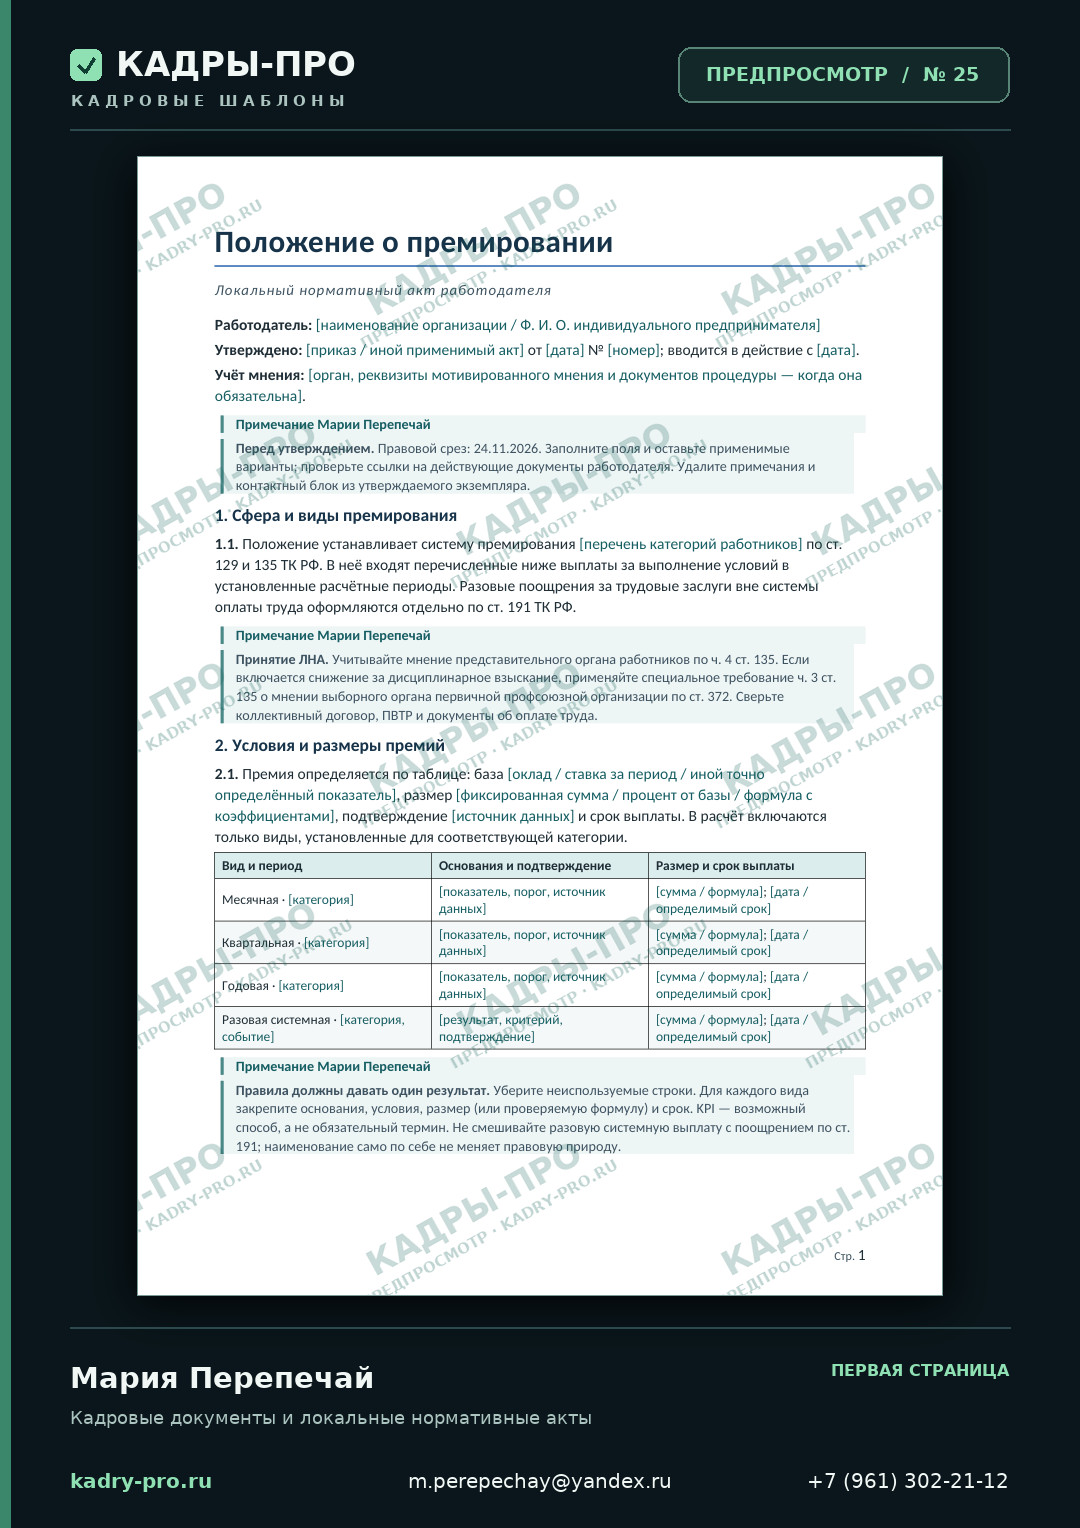 КАДРЫ-ПРО
КАДРОВЫЕ ШАБЛОНЫ
ПРЕДПРОСМОТР / № 25
Положение о премировании
Локальный нормативный акт работодателя
Работодатель: [наименование организации / Ф. И. О. индивидуального предпринимателя]
Утверждено: [приказ / иной применимый акт] от [дата] № [номер]; вводится в действие с [дата].
Учёт мнения: [орган, реквизиты мотивированного мнения и документов процедуры — когда она
обязательна].
Примечание Марии Перепечай
Перед утверждением. Правовой срез: 24.11.2026. Заполните поля и оставьте применимые
варианты; проверьте ссылки на действующие документы работодателя. Удалите примечания и
контактный блок из утверждаемого экземпляра.
1. Сфера и виды премирования
1.1. Положение устанавливает систему премирования [перечень категорий работников] по ст.
129 и 135 ТК РФ. В неё входят перечисленные ниже выплаты за выполнение условий в
установленные расчётные периоды. Разовые поощрения за трудовые заслуги вне системы
оплаты труда оформляются отдельно по ст. 191 ТК РФ.
Примечание Марии Перепечай
Принятие ЛНА. Учитывайте мнение представительного органа работников по ч. 4 ст. 135. Если
включается снижение за дисциплинарное взыскание, применяйте специальное требование ч. 3 ст.
135 о мнении выборного органа первичной профсоюзной организации по ст. 372. Сверьте
коллективный договор, ПВТР и документы об оплате труда.
2. Условия и размеры премий
2.1. Премия определяется по таблице: база [оклад / ставка за период / иной точно
определённый показатель], размер [фиксированная сумма / процент от базы / формула с
коэффициентами], подтверждение [источник данных] и срок выплаты. В расчёт включаются
только виды, установленные для соответствующей категории.
Вид и период
Основания и подтверждение
Размер и срок выплаты
Месячная · [категория]
[показатель, порог, источник
данных]
[сумма / формула]; [дата /
определимый срок]
Квартальная · [категория]
[показатель, порог, источник
данных]
[сумма / формула]; [дата /
определимый срок]
Годовая · [категория]
[показатель, порог, источник
данных]
[сумма / формула]; [дата /
определимый срок]
Разовая системная · [категория,
событие]
[результат, критерий,
подтверждение]
[сумма / формула]; [дата /
определимый срок]
Примечание Марии Перепечай
Правила должны давать один результат. Уберите неиспользуемые строки. Для каждого вида
закрепите основания, условия, размер (или проверяемую формулу) и срок. KPI — возможный
способ, а не обязательный термин. Не смешивайте разовую системную выплату с поощрением по ст.
191; наименование само по себе не меняет правовую природу.
КАДРЫ-ПРО
ПРЕДПРОСМОТР · KADRY-PRO.RU
Стр. 1
Мария Перепечай
ПЕРВАЯ СТРАНИЦА
Кадровые документы и локальные нормативные акты
kadry-pro.ru
m.perepechay@yandex.ru
+7 (961) 302-21-12